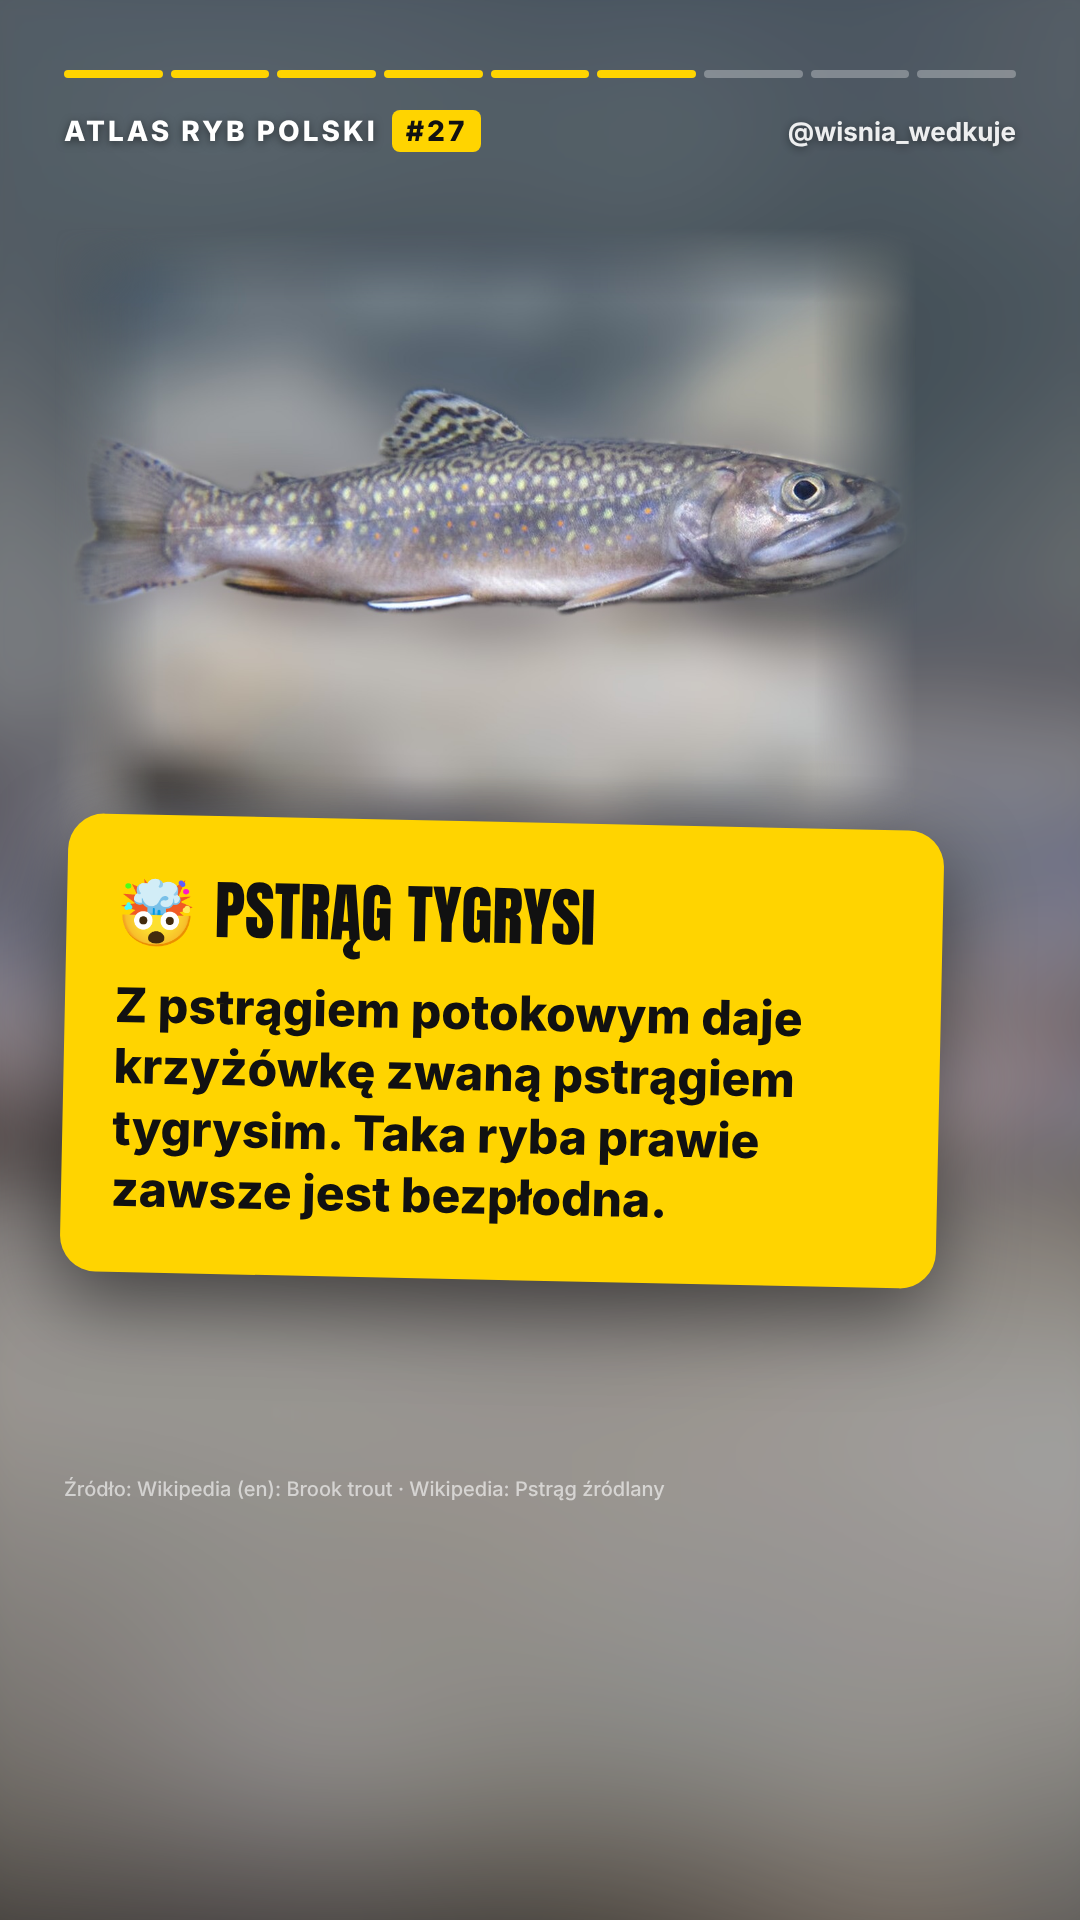 ATLAS RYB POLSKI #27
@wisnia_wedkuje
🤯 PSTRĄG TYGRYSI
Z pstrągiem potokowym daje
krzyżówkę zwaną pstrągiem
tygrysim. Taka ryba prawie
zawsze jest bezpłodna.
Źródło: Wikipedia (en): Brook trout · Wikipedia: Pstrąg źródlany